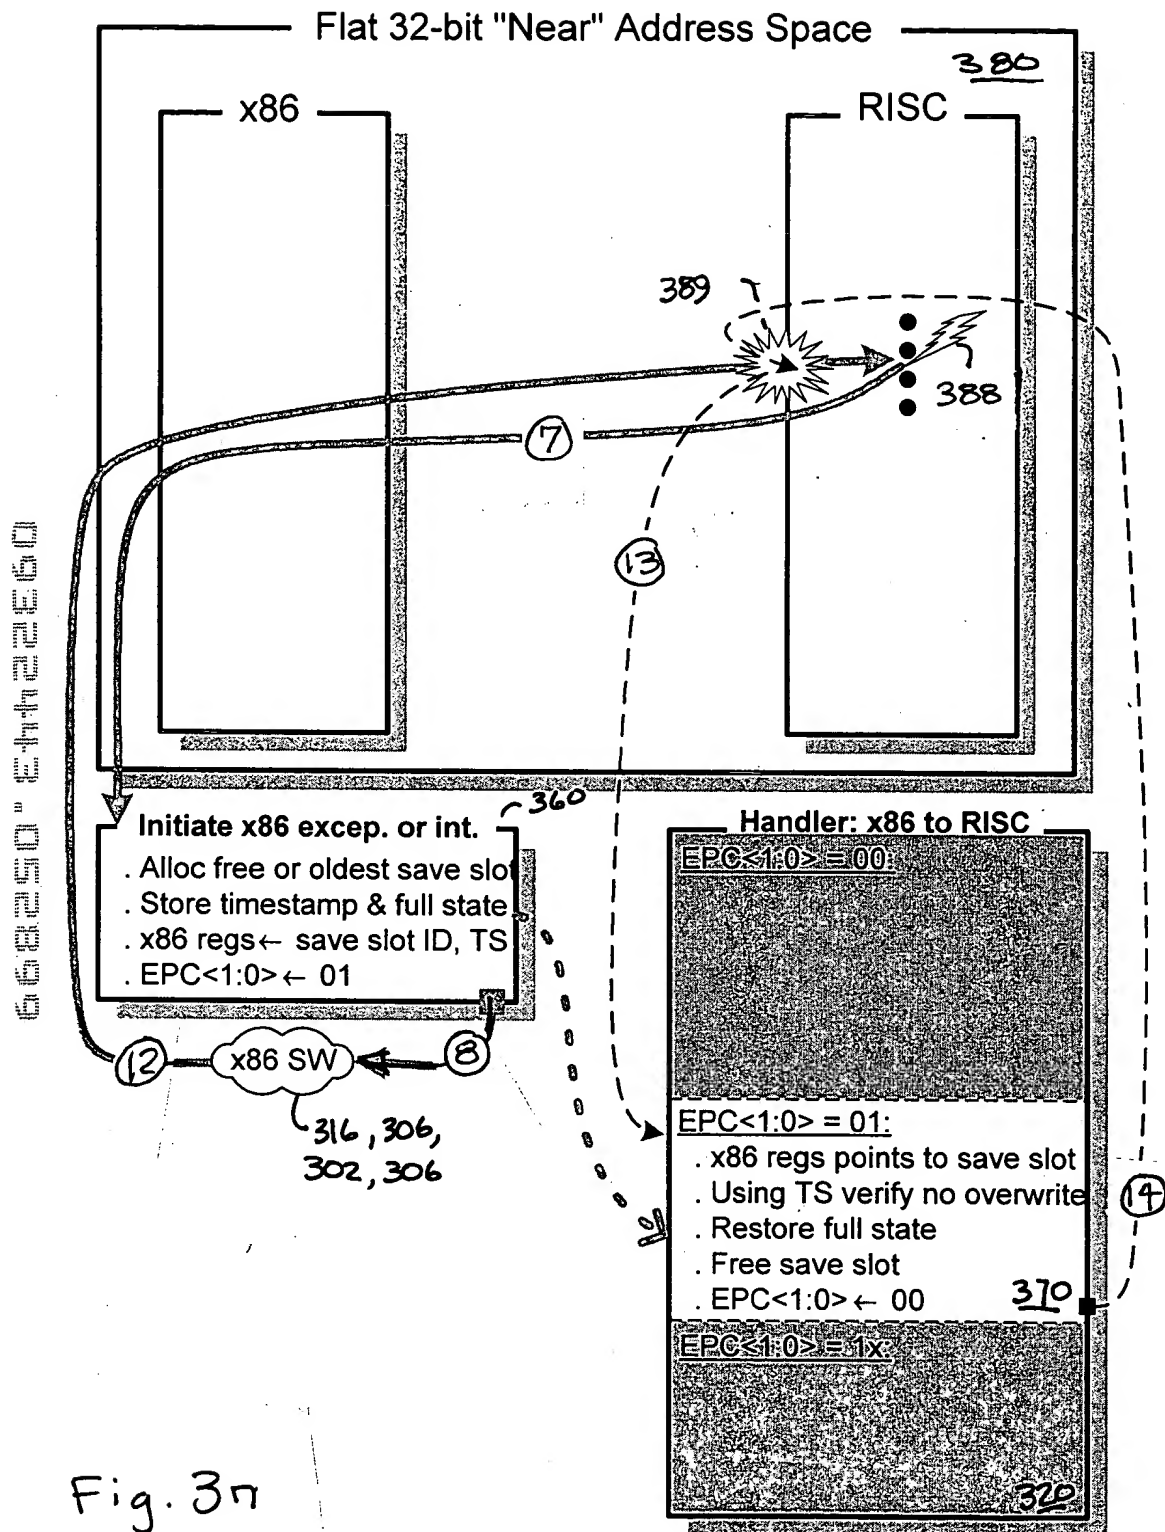 Flat 32-bit "Near" Address Space
380
x86
RISC
389
388
7
13
360
Initiate x86 excep. or int.
. Alloc free or oldest save slot
. Store timestamp & full state
. x86 regs ← save slot ID, TS
. EPC<1:0> ← 01
12
x86 SW
8
316, 306,
302, 306
Handler: x86 to RISC
EPC<1:0> = 00:
EPC<1:0> = 01:
. x86 regs points to save slot
. Using TS verify no overwrite
. Restore full state
. Free save slot
. EPC<1:0> ← 00
370
14
EPC<1:0> = 1x:
320
Fig. 3n